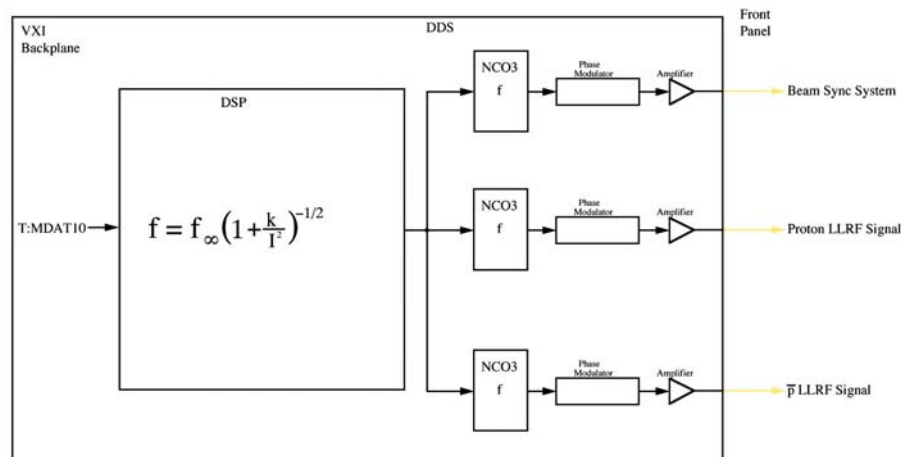 VXI
Backplane
DDS
Front
Panel
DSP
T:MDAT10
f = f∞(1+k/I²)^−1/2
NCO3
f
Phase
Modulator
Amplifier
Beam Sync System
NCO3
f
Phase
Modulator
Amplifier
Proton LLRF Signal
NCO3
f
Phase
Modulator
Amplifier
p̅ LLRF Signal